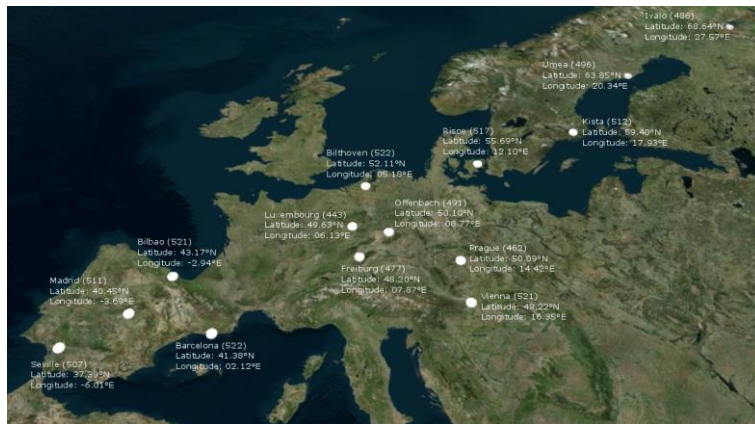 Ivalo (486)
Latitude: 68.64°N
Longitude: 27.57°E
Umea (496)
Latitude: 63.85°N
Longitude: 20.34°E
Kista (512)
Latitude: 59.40°N
Longitude: 17.93°E
Risoe (517)
Latitude: 55.69°N
Longitude: 12.10°E
Bilthoven (522)
Latitude: 52.11°N
Longitude: 05.18°E
Offenbach (491)
Latitude: 50.10°N
Longitude: 08.77°E
Luxembourg (443)
Latitude: 49.63°N
Longitude: 06.13°E
Bilbao (521)
Latitude: 43.17°N
Longitude: -2.94°E
Prague (462)
Latitude: 50.09°N
Longitude: 14.42°E
Freiburg (477)
Latitude: 48.20°N
Longitude: 07.87°E
Madrid (511)
Latitude: 40.45°N
Longitude: -3.69°E
Vienna (521)
Latitude: 48.22°N
Longitude: 16.35°E
Barcelona (522)
Latitude: 41.38°N
Longitude: 02.12°E
Seville (507)
Latitude: 37.39°N
Longitude: -6.01°E